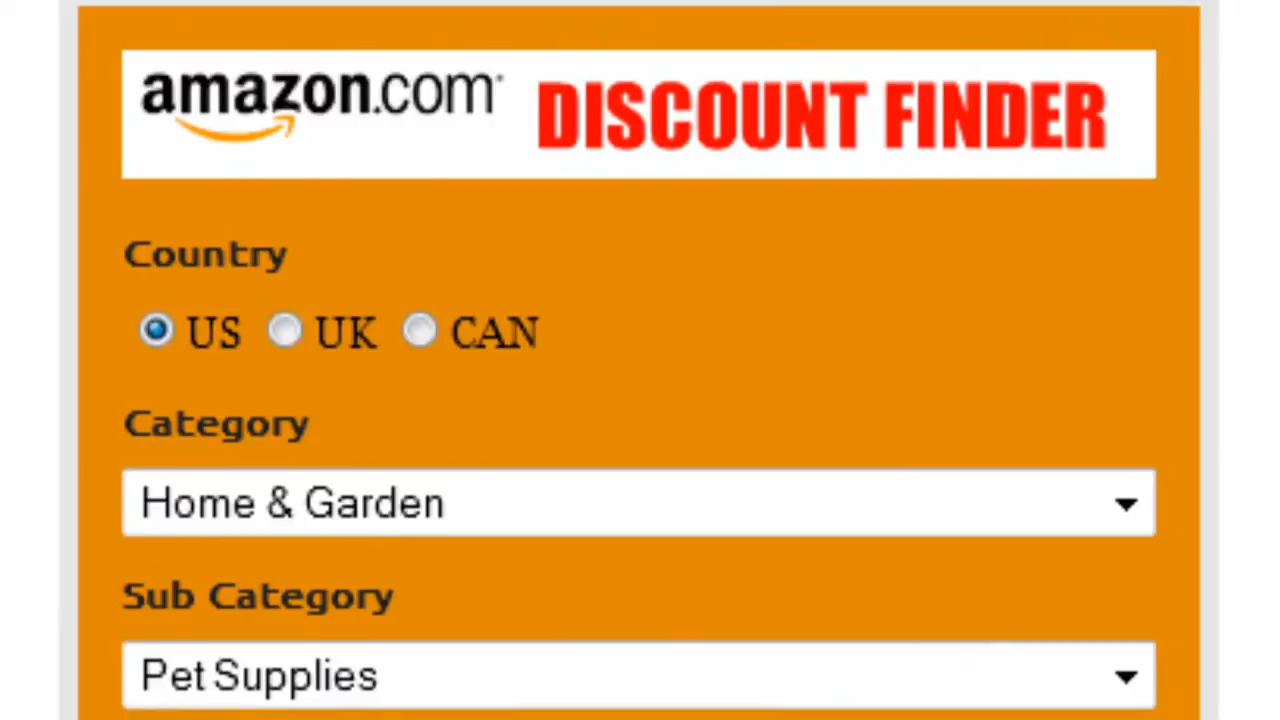 amazon.com DISCOUNT FINDER
Country
US UK CAN
Category
Home & Garden
Sub Category
Pet Supplies